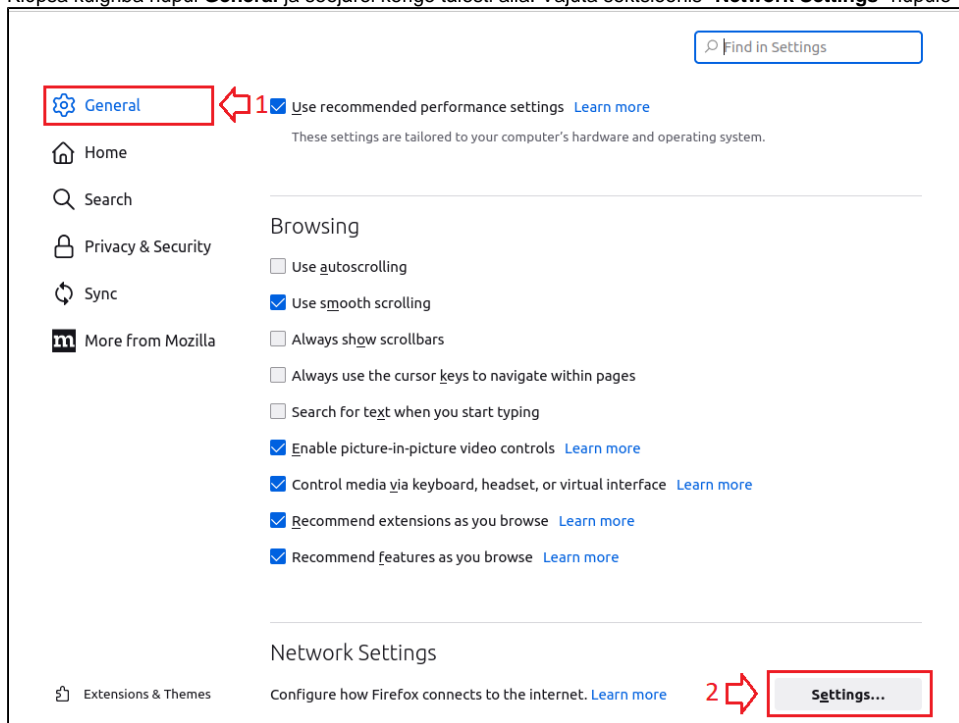 Find in Settings
General
1
Use recommended performance settings Learn more
These settings are tailored to your computer's hardware and operating system.
Home
Search
Privacy & Security
Sync
More from Mozilla
Browsing
Use autoscrolling
Use smooth scrolling
Always show scrollbars
Always use the cursor keys to navigate within pages
Search for text when you start typing
Enable picture-in-picture video controls Learn more
Control media via keyboard, headset, or virtual interface Learn more
Recommend extensions as you browse Learn more
Recommend features as you browse Learn more
Network Settings
Extensions & Themes
Configure how Firefox connects to the internet. Learn more
2
Settings...